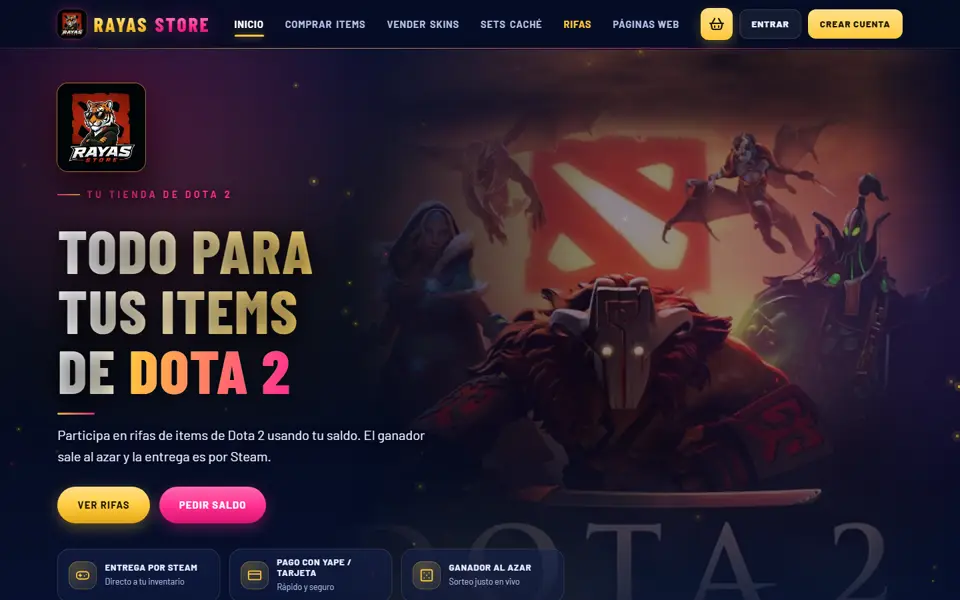 RAYAS STORE
INICIO
COMPRAR ITEMS
VENDER SKINS
SETS CACHÉ
RIFAS
PÁGINAS WEB
ENTRAR
CREAR CUENTA
RAYAS
STORE
TU TIENDA DE DOTA 2
TODO PARA
TUS ITEMS
DE DOTA 2
Participa en rifas de items de Dota 2 usando tu saldo. El ganador
sale al azar y la entrega es por Steam.
VER RIFAS
PEDIR SALDO
ENTREGA POR STEAM
Directo a tu inventario
PAGO CON YAPE /
TARJETA
Rápido y seguro
GANADOR AL AZAR
Sorteo justo en vivo
DOTA 2